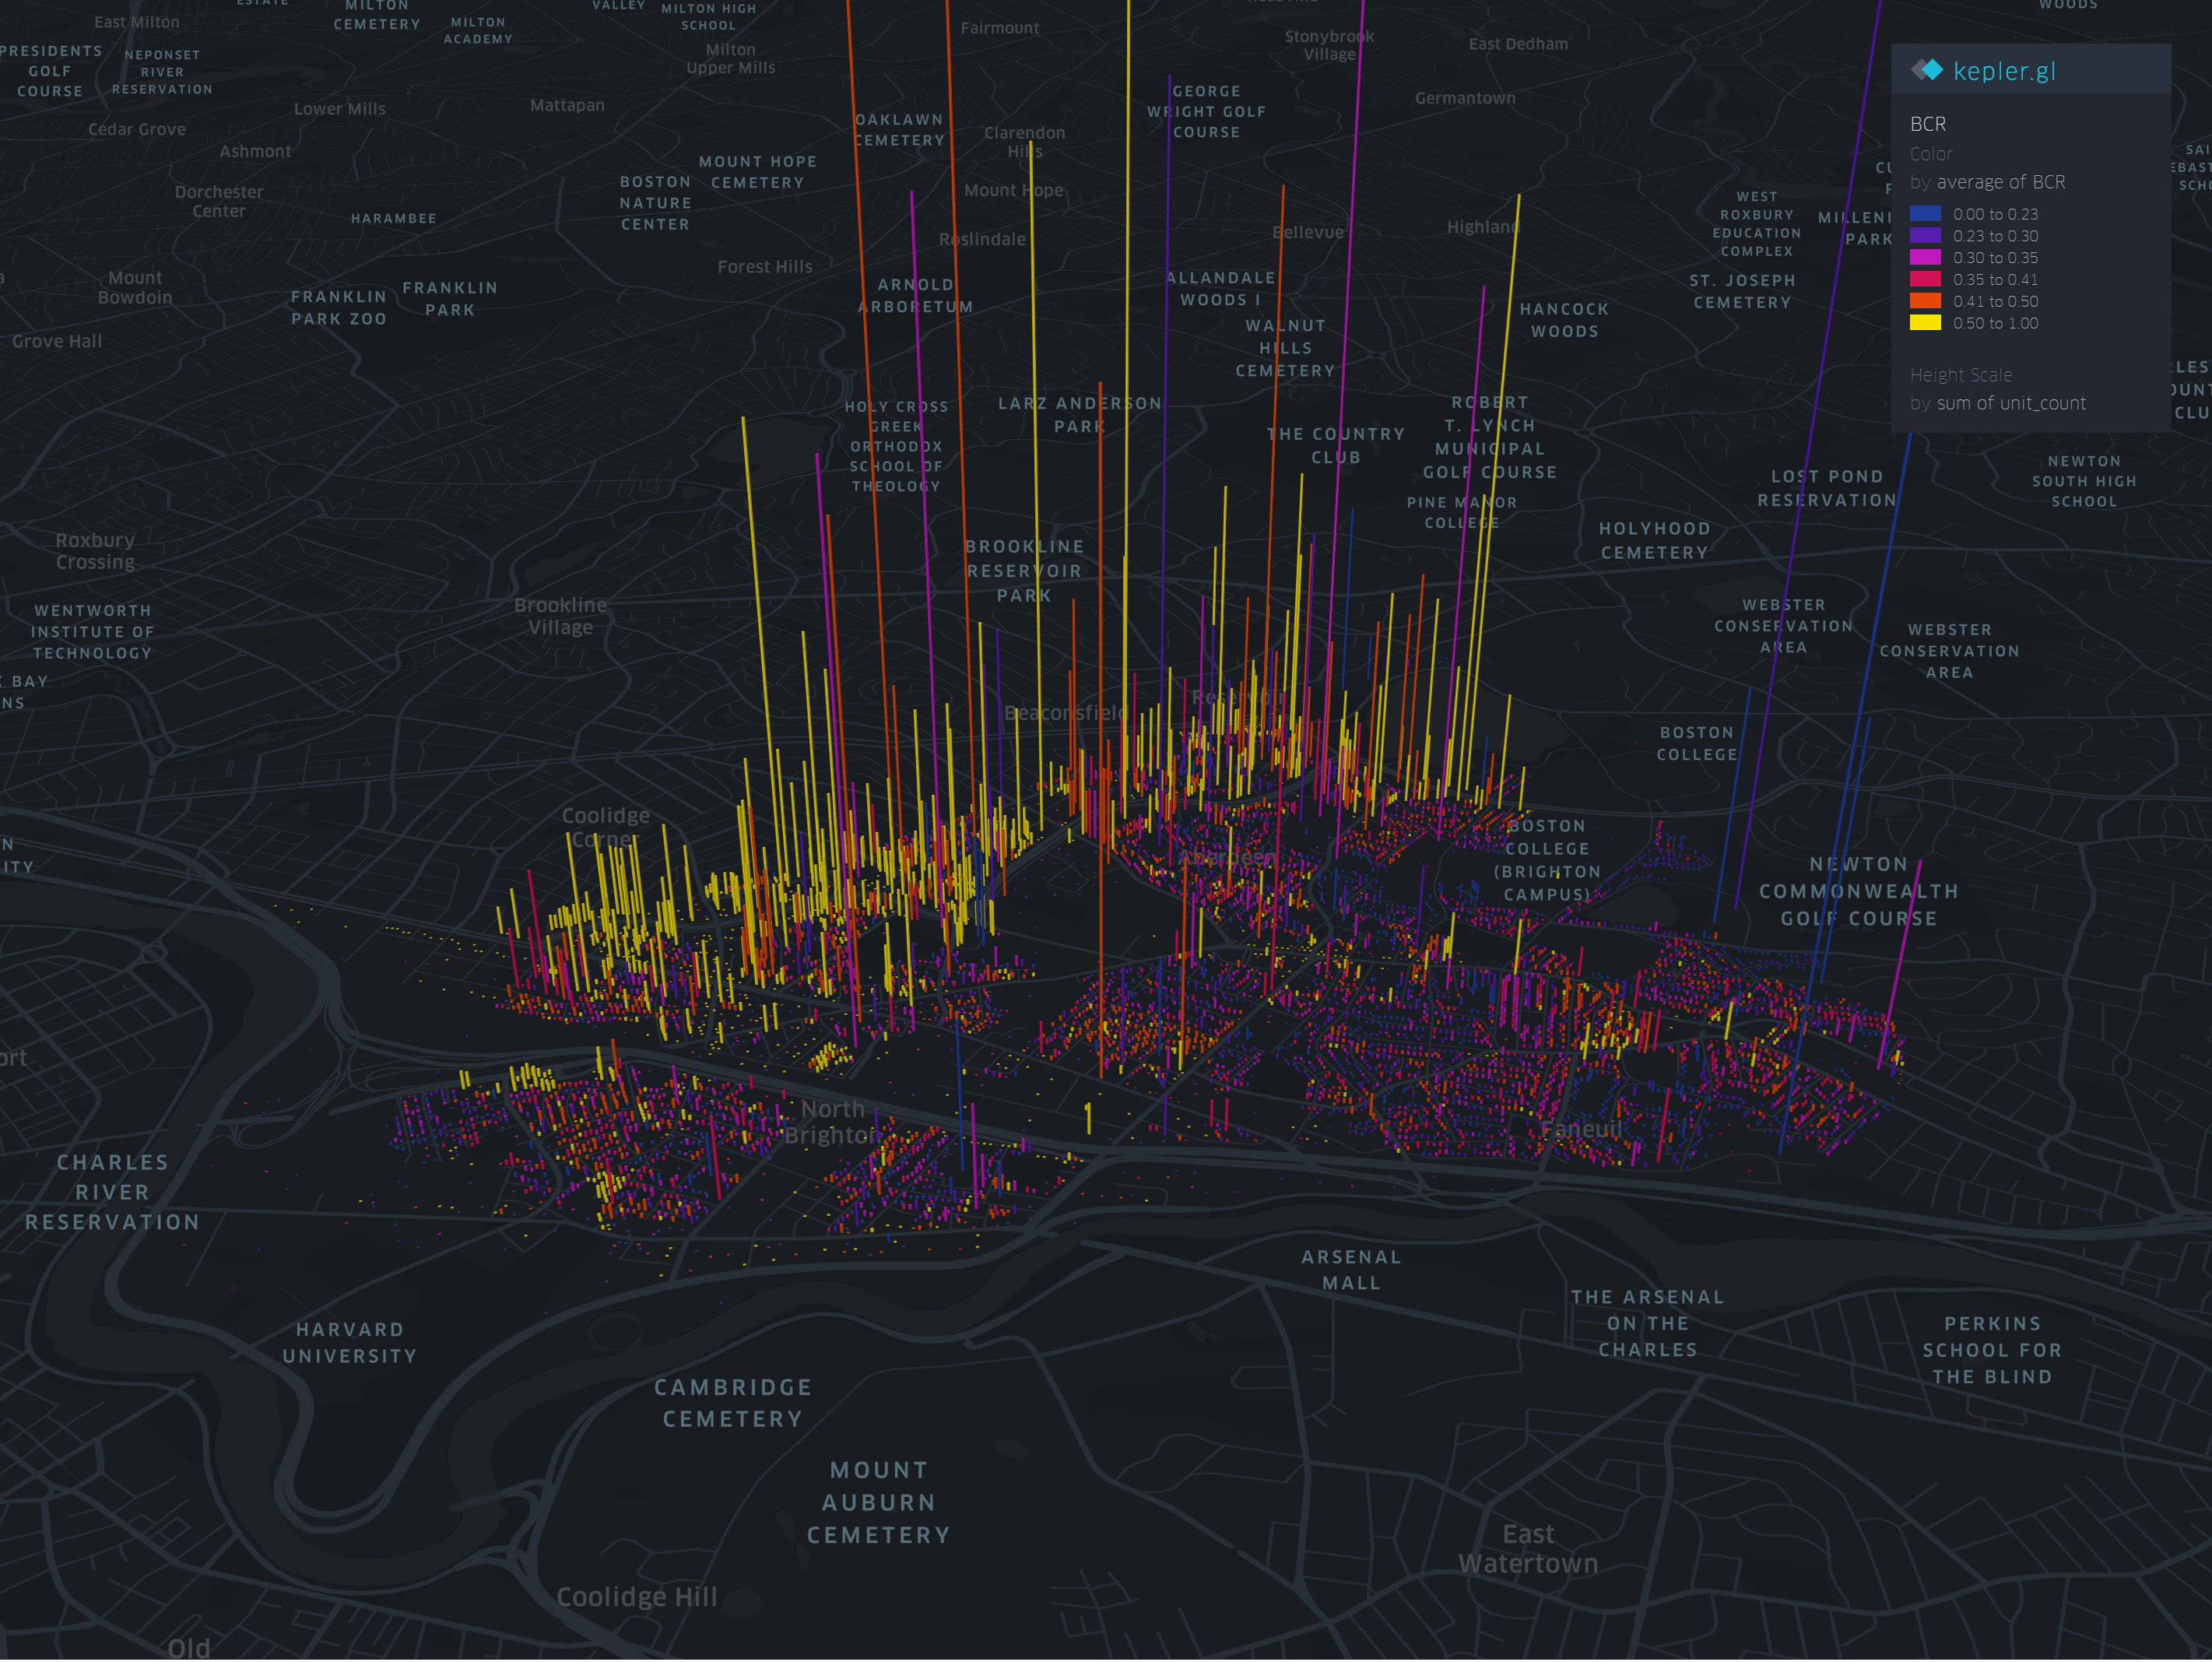 ESTATE
MILTON
CEMETERY
VALLEY
MILTON HIGH
SCHOOL
WOODS
East Milton
MILTON
ACADEMY
Fairmount
Stonybrook
Village
East Dedham
PRESIDENTS
GOLF
COURSE
NEPONSET
RIVER
RESERVATION
Milton
Upper Mills
kepler.gl
BCR
Color
by average of BCR
0.00 to 0.23
0.23 to 0.30
0.30 to 0.35
0.35 to 0.41
0.41 to 0.50
0.50 to 1.00
Height Scale
by sum of unit_count
Lower Mills
Mattapan
GEORGE
WRIGHT GOLF
COURSE
Germantown
Cedar Grove
OAKLAWN
CEMETERY
Clarendon
Hills
Ashmont
MOUNT HOPE
CEMETERY
BOSTON
NATURE
CENTER
Mount Hope
Dorchester
Center
HARAMBEE
WEST
ROXBURY
EDUCATION
COMPLEX
MILLENI
PARK
Roslindale
Bellevue
Highland
Forest Hills
Mount
Bowdoin
FRANKLIN
PARK ZOO
FRANKLIN
PARK
ARNOLD
ARBORETUM
ALLANDALE
WOODS I
ST. JOSEPH
CEMETERY
HANCOCK
WOODS
Grove Hall
WALNUT
HILLS
CEMETERY
HOLY CROSS
GREEK
ORTHODOX
SCHOOL OF
THEOLOGY
LARZ ANDERSON
PARK
THE COUNTRY
CLUB
ROBERT
T. LYNCH
MUNICIPAL
GOLF COURSE
PINE MANOR
COLLEGE
LOST POND
RESERVATION
NEWTON
SOUTH HIGH
SCHOOL
Roxbury
Crossing
BROOKLINE
RESERVOIR
PARK
HOLYHOOD
CEMETERY
WENTWORTH
INSTITUTE OF
TECHNOLOGY
Brookline
Village
WEBSTER
CONSERVATION
AREA
WEBSTER
CONSERVATION
AREA
BAY
NS
Beaconsfield
Reservoir
BOSTON
COLLEGE
Coolidge
Corner
Aberdeen
BOSTON
COLLEGE
(BRIGHTON
CAMPUS)
NEWTON
COMMONWEALTH
GOLF COURSE
N
ITY
ort
North
Brighton
Faneuil
CHARLES
RIVER
RESERVATION
ARSENAL
MALL
THE ARSENAL
ON THE
CHARLES
PERKINS
SCHOOL FOR
THE BLIND
HARVARD
UNIVERSITY
CAMBRIDGE
CEMETERY
MOUNT
AUBURN
CEMETERY
East
Watertown
Coolidge Hill
Old